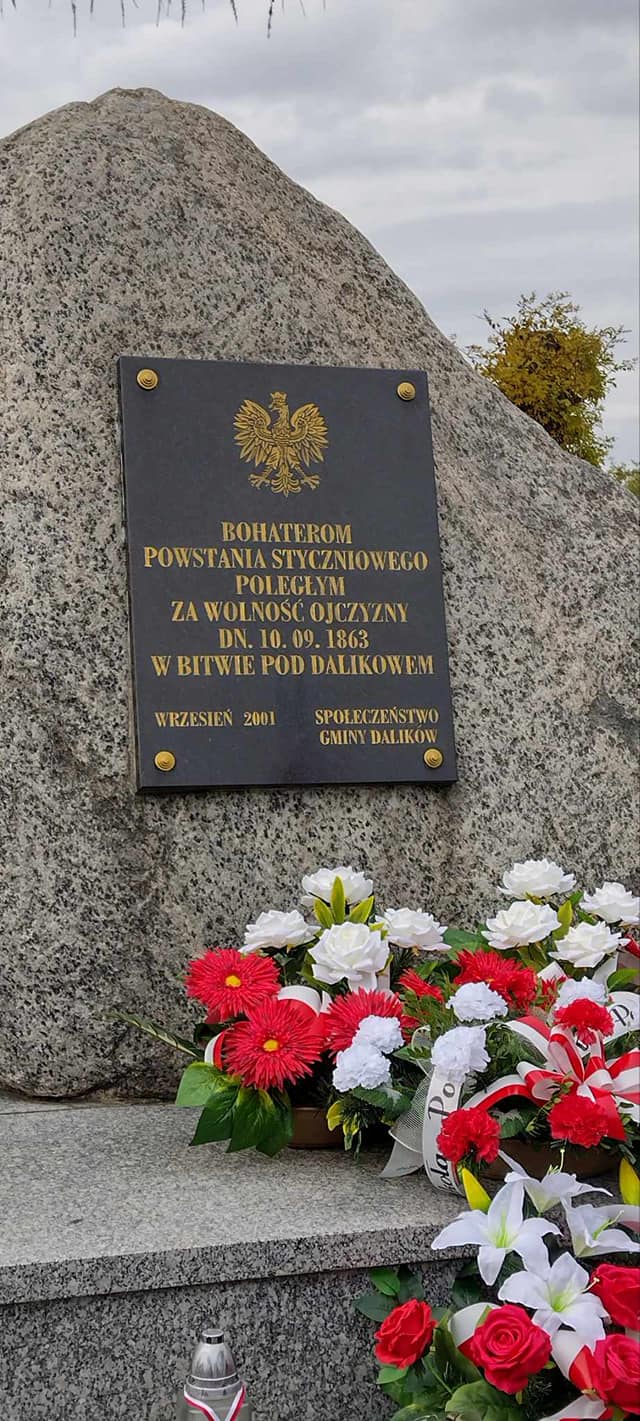 BOHATEROM
POWSTANIA STYCZNIOWEGO
POLEGŁYM
ZA WOLNOŚĆ OJCZYZNY
DN. 10. 09. 1863
W BITWIE POD DALIKOWEM
WRZESIEŃ 2001
SPOŁECZEŃSTWO
GMINY DALIKÓW